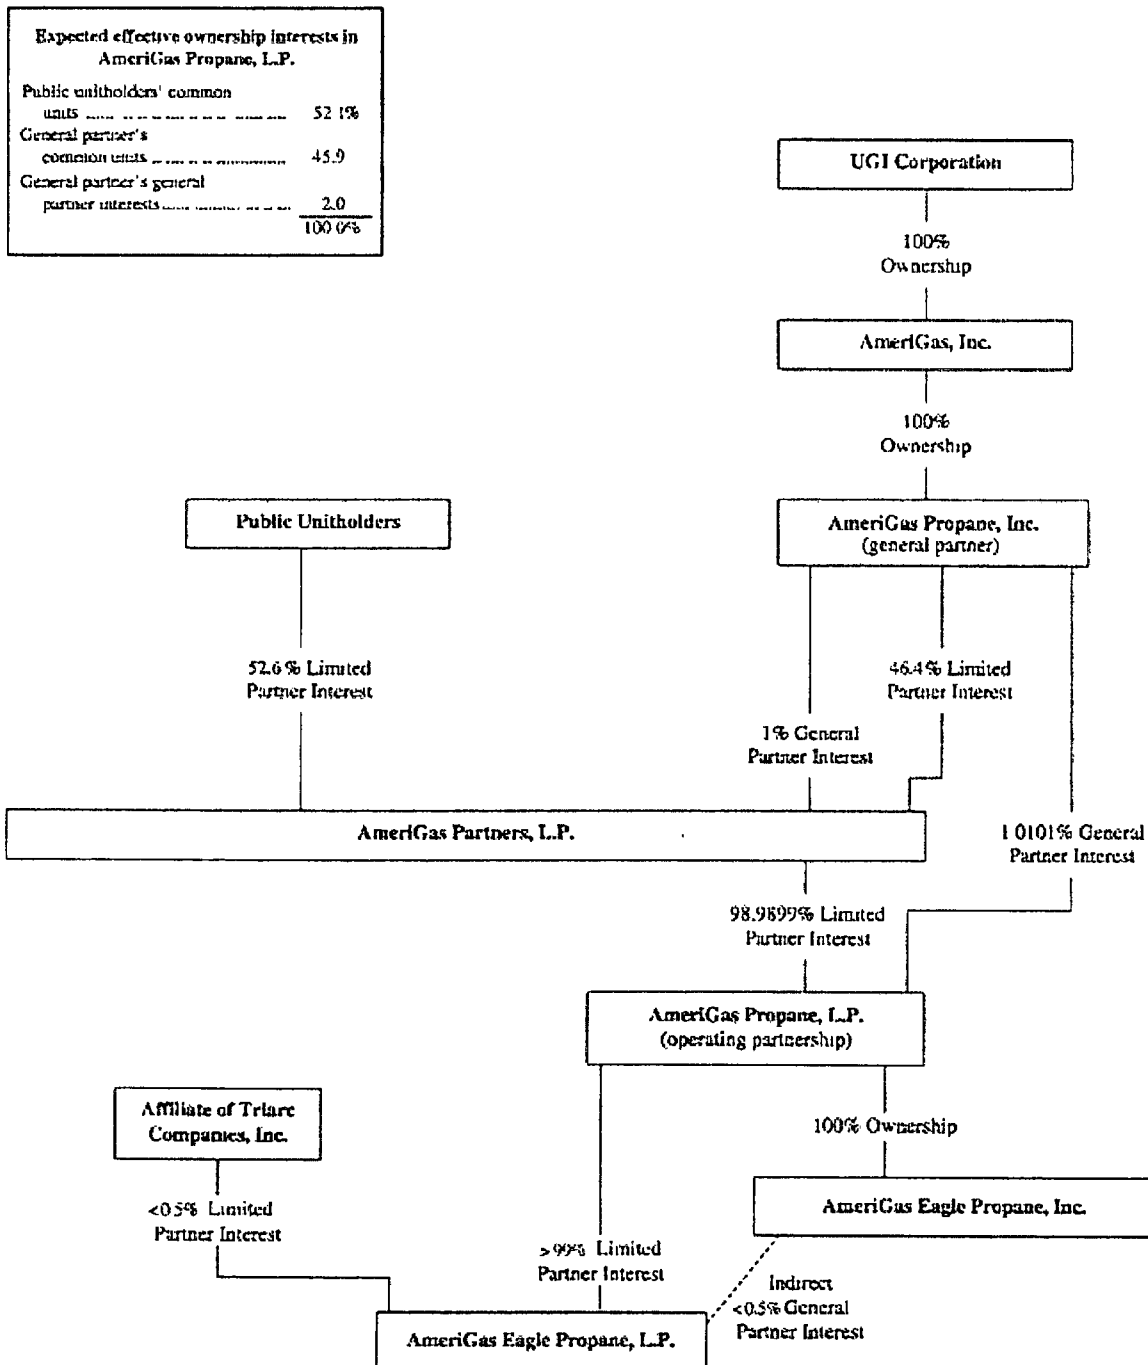 Expected effective ownership interests in
AmeriGas Propane, L.P.
Public unitholders' common
units 52.1%
General partner's
common units 45.9
General partner's general
partner interests 2.0
100.0%
UGI Corporation
100%
Ownership
AmeriGas, Inc.
100%
Ownership
Public Unitholders
AmeriGas Propane, Inc.
(general partner)
52.6% Limited
Partner Interest
46.4% Limited
Partner Interest
1% General
Partner Interest
AmeriGas Partners, L.P.
1 0101% General
Partner Interest
98.9899% Limited
Partner Interest
AmeriGas Propane, L.P.
(operating partnership)
Affiliate of Triarc
Companies, Inc.
100% Ownership
<0.5% Limited
Partner Interest
AmeriGas Eagle Propane, Inc.
>99% Limited
Partner Interest
Indirect
<0.5% General
Partner Interest
AmeriGas Eagle Propane, L.P.